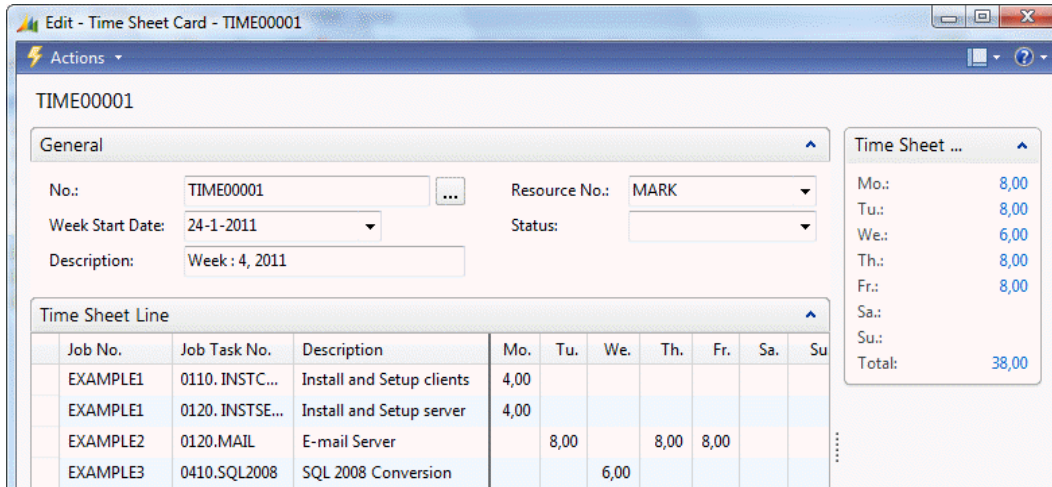 Edit - Time Sheet Card - TIME00001
Actions
TIME00001
General
No.: TIME00001 ... Resource No.: MARK
Week Start Date: 24-1-2011 Status:
Description: Week : 4, 2011
Time Sheet ...
Mo.: 8,00
Tu.: 8,00
We.: 6,00
Th.: 8,00
Fr.: 8,00
Sa.:
Su.:
Total: 38,00
Time Sheet Line
Job No. Job Task No. Description Mo. Tu. We. Th. Fr. Sa. Su
EXAMPLE1 0110. INSTC... Install and Setup clients 4,00
EXAMPLE1 0120. INSTSE... Install and Setup server 4,00
EXAMPLE2 0120.MAIL E-mail Server 8,00 8,00 8,00
EXAMPLE3 0410.SQL2008 SQL 2008 Conversion 6,00